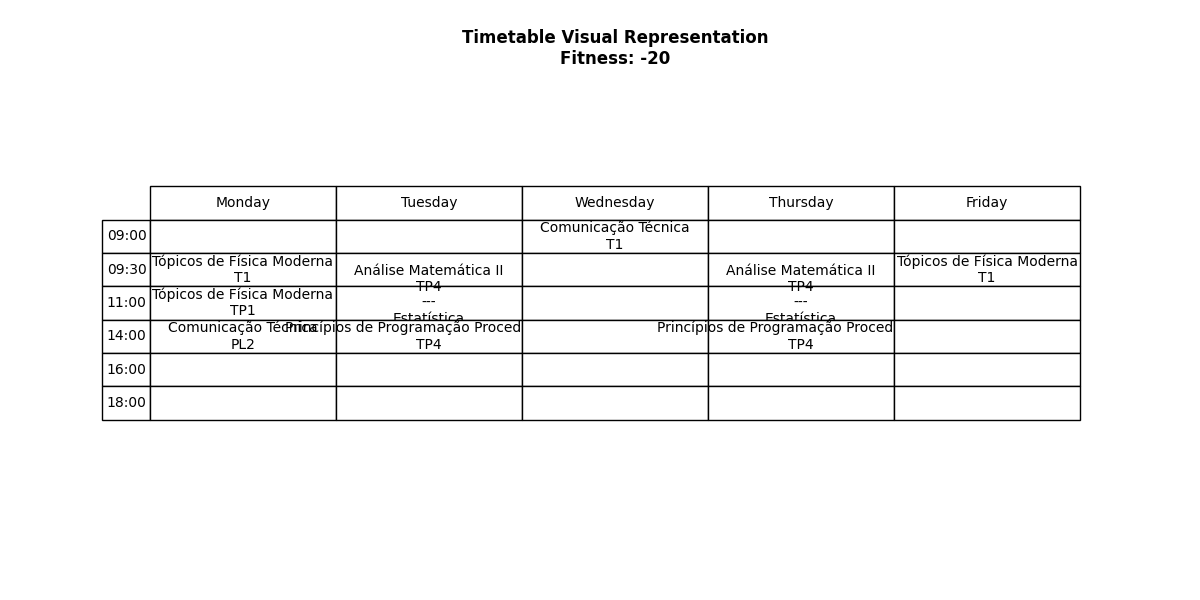 Timetable Visual Representation
Fitness: -20
Monday Tuesday Wednesday Thursday Friday
09:00
Comunicação Técnica
T1
09:30
Tópicos de Física Moderna
T1
Análise Matemática II
TP4
---
Estatística
Análise Matemática II
TP4
---
Estatística
Tópicos de Física Moderna
T1
11:00
Tópicos de Física Moderna
TP1
14:00
Comunicação Técnica
PL2
Princípios de Programação Proced
TP4
Princípios de Programação Proced
TP4
16:00
18:00